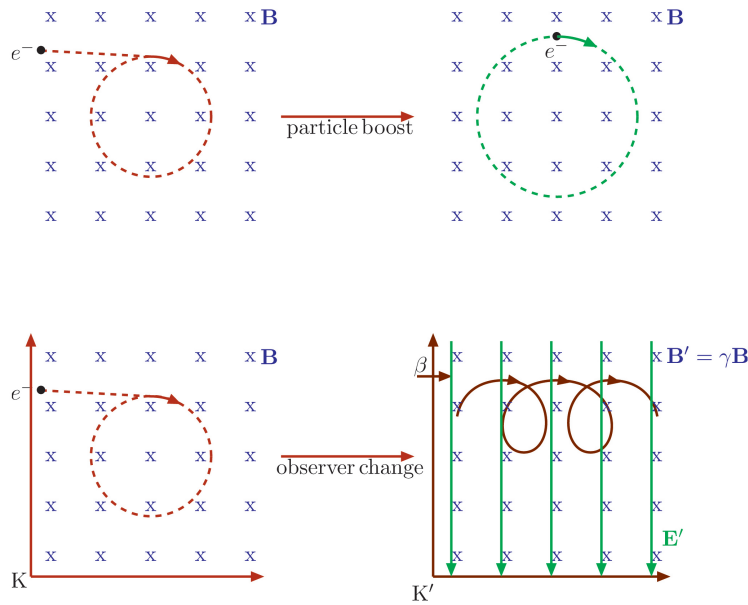 x x x x x B
e⁻
x x x x x
x x x x x
x x x x x
x x x x x
particle boost
x x x x x B
e⁻
x x x x x
x x x x x
x x x x x
x x x x x
x x x x x B
e⁻
x x x x x
x x x x x
x x x x x
x x x x x
K
observer change
x x x x x B′ = γB
β
x x x x x
x x x x x
x x x x x
E′
x x x x x
K′